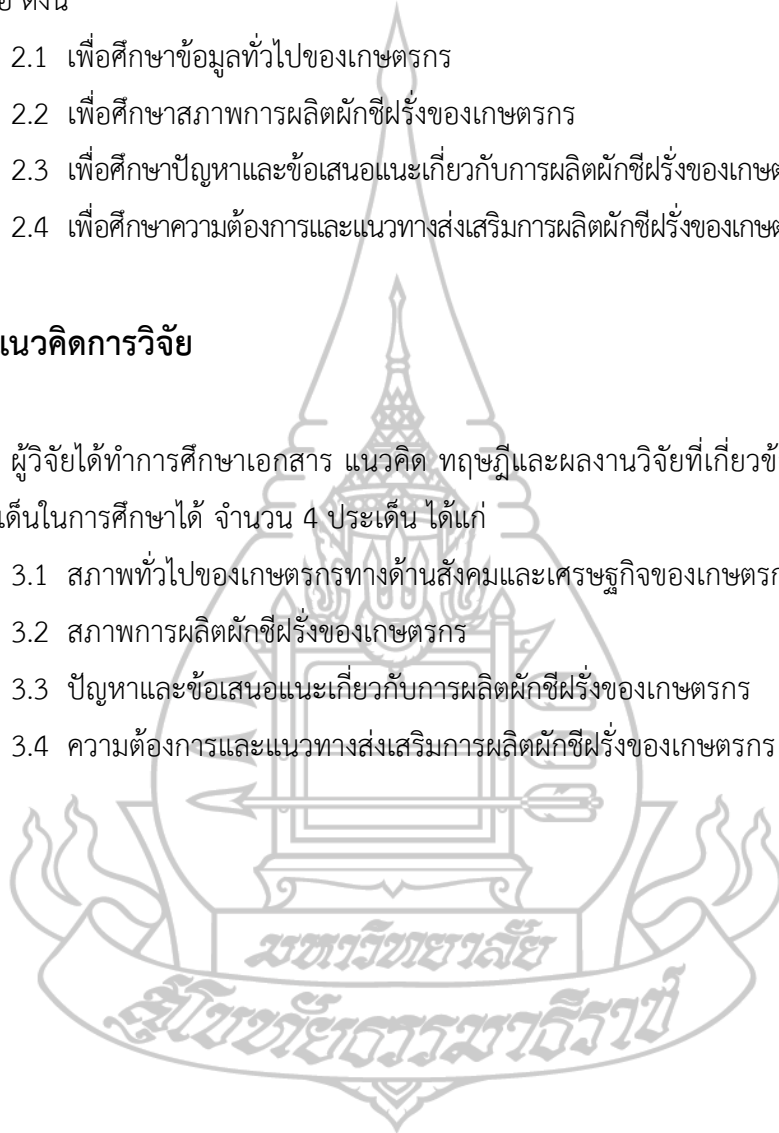 ดังนี้
2.1 เพื่อศึกษาข้อมูลทั่วไปของเกษตรกร
2.2 เพื่อศึกษาสภาพการผลิตผักชีฝรั่งของเกษตรกร
2.3 เพื่อศึกษาปัญหาและข้อเสนอแนะเกี่ยวกับการผลิตผักชีฝรั่งของเกษต
2.4 เพื่อศึกษาความต้องการและแนวทางส่งเสริมการผลิตผักชีฝรั่งของเกษต
แนวคิดการวิจัย
ผู้วิจัยได้ทำการศึกษาเอกสาร แนวคิด ทฤษฎีและผลงานวิจัยที่เกี่ยวข้
เด็นในการศึกษาได้ จำนวน 4 ประเด็น ได้แก่
3.1 สภาพทั่วไปของเกษตรกรทางด้านสังคมและเศรษฐกิจของเกษตรก
3.2 สภาพการผลิตผักชีฝรั่งของเกษตรกร
3.3 ปัญหาและข้อเสนอแนะเกี่ยวกับการผลิตผักชีฝรั่งของเกษตรกร
3.4 ความต้องการและแนวทางส่งเสริมการผลิตผักชีฝรั่งของเกษตรกร
มหาวิทยาลัย
สุโขทัยธรรมาธิราช